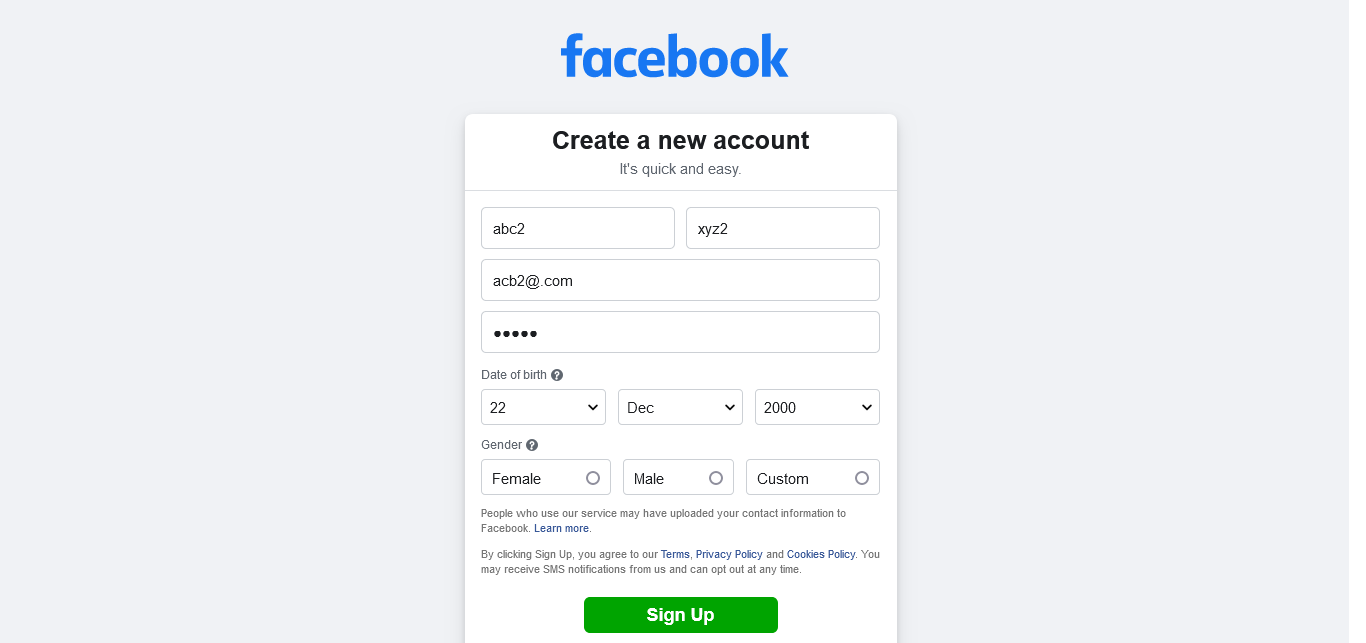 facebook
Create a new account
It's quick and easy.
abc2 xyz2
acb2@.com
●●●●●
Date of birth ?
22 Dec 2000
Gender ?
Female Male Custom
People who use our service may have uploaded your contact information to
Facebook. Learn more.
By clicking Sign Up, you agree to our Terms, Privacy Policy and Cookies Policy. You
may receive SMS notifications from us and can opt out at any time.
Sign Up